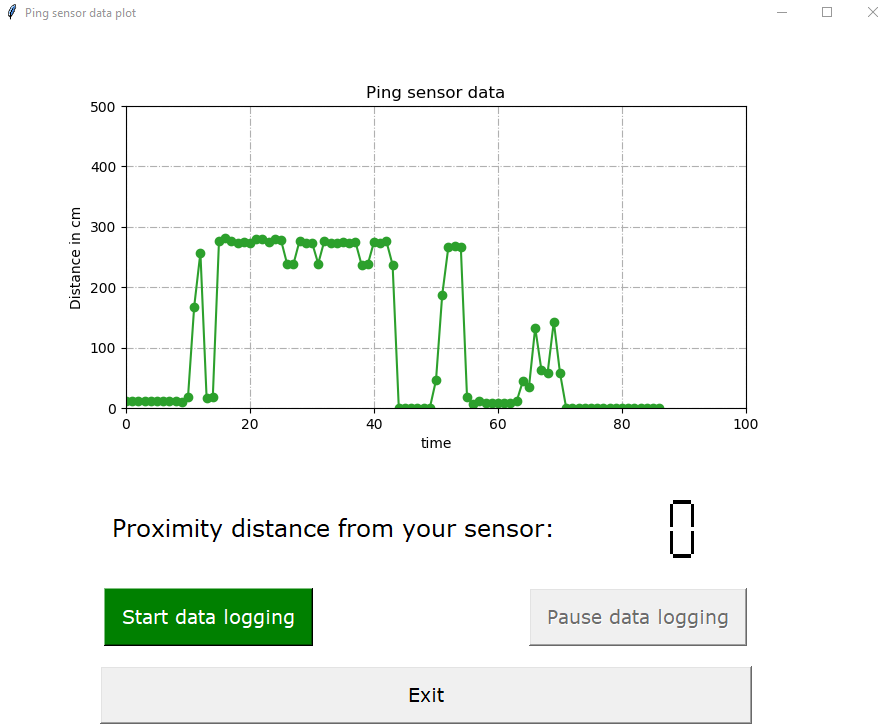 Ping sensor data plot
Ping sensor data
500
400
300
200
100
0
Distance in cm
0 20 40 60 80 100
time
Proximity distance from your sensor: 0
Start data logging Pause data logging
Exit